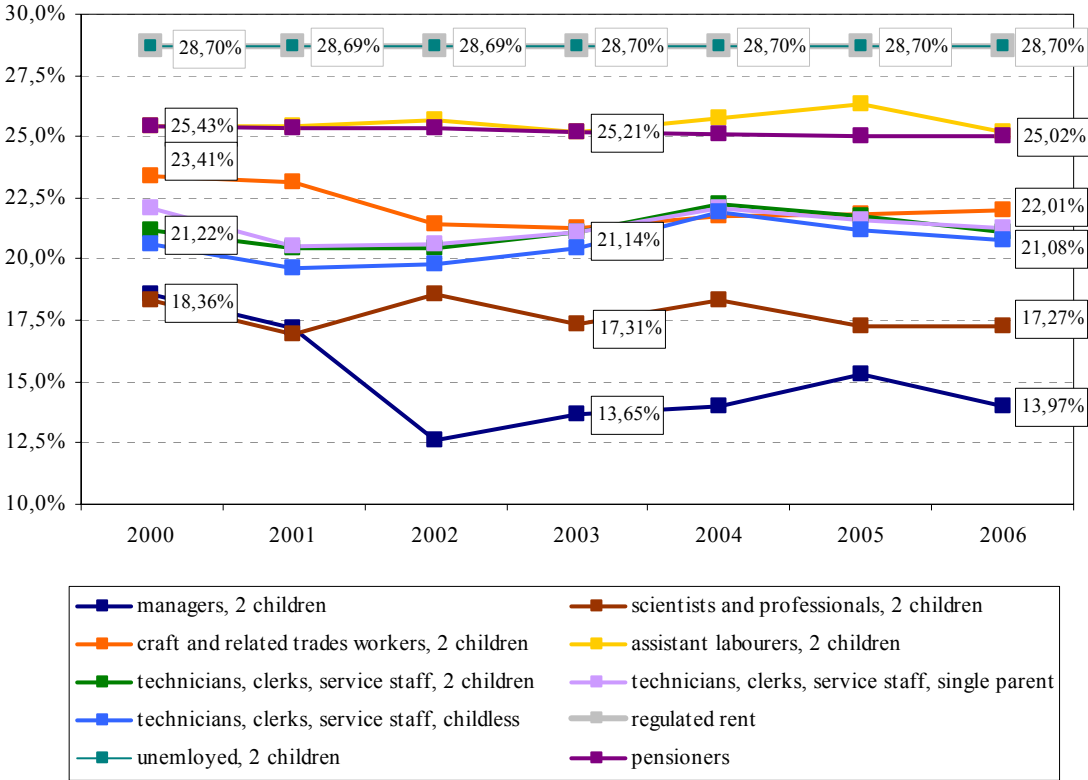 30,0%
28,70% 28,69% 28,69% 28,70% 28,70% 28,70% 28,70%
27,5%
25,0%
25,43% 25,21% 25,02%
23,41%
22,5%
22,01%
21,22% 21,14% 21,08%
20,0%
18,36% 17,31% 17,27%
17,5%
15,0%
13,65% 13,97%
12,5%
10,0%
2000 2001 2002 2003 2004 2005 2006
managers, 2 children scientists and professionals, 2 children
craft and related trades workers, 2 children assistant labourers, 2 children
technicians, clerks, service staff, 2 children technicians, clerks, service staff, single parent
technicians, clerks, service staff, childless regulated rent
unemloyed, 2 children pensioners